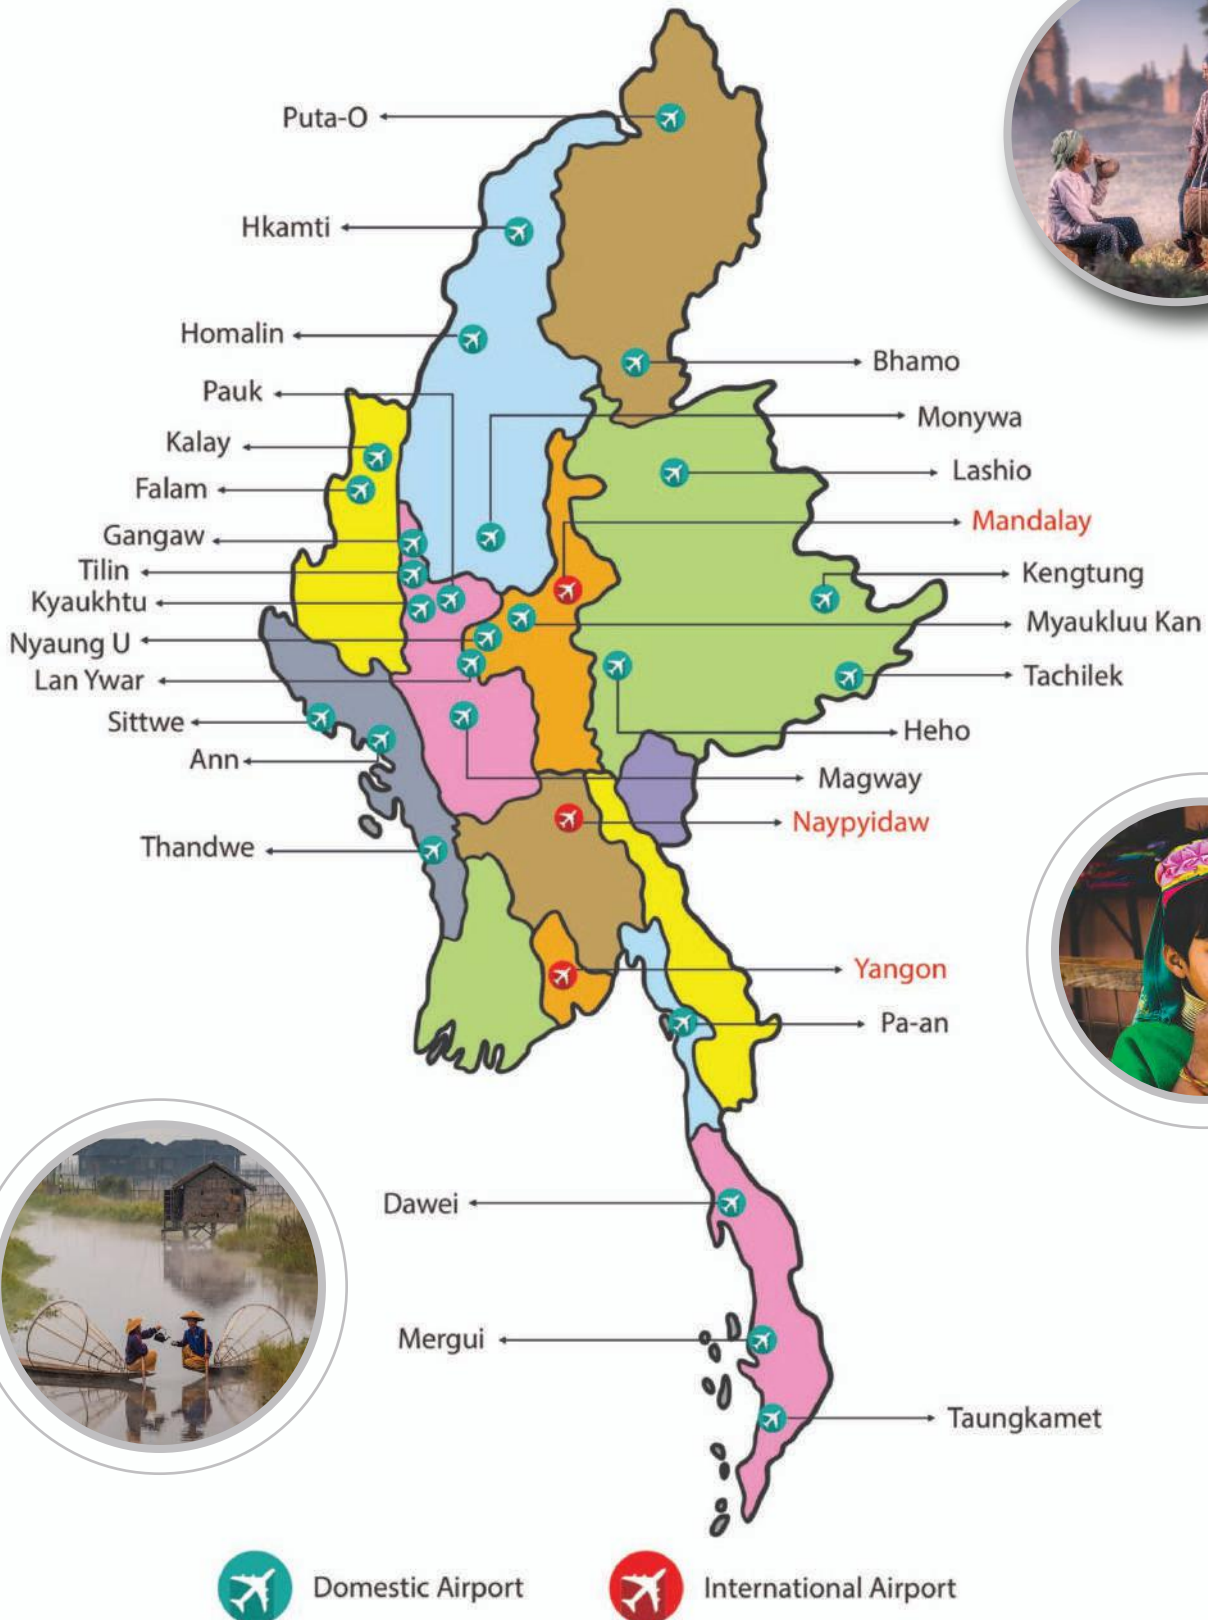 Puta-O
Hkamti
Homalin
Bhamo
Pauk
Monywa
Kalay
Lashio
Falam
Mandalay
Gangaw
Tilin
Kengtung
Kyaukhtu
Myaukluu Kan
Nyaung U
Lan Ywar
Tachilek
Sittwe
Heho
Ann
Magway
Naypyidaw
Thandwe
Yangon
Pa-an
Dawei
Mergui
Taungkamet
Domestic Airport
International Airport